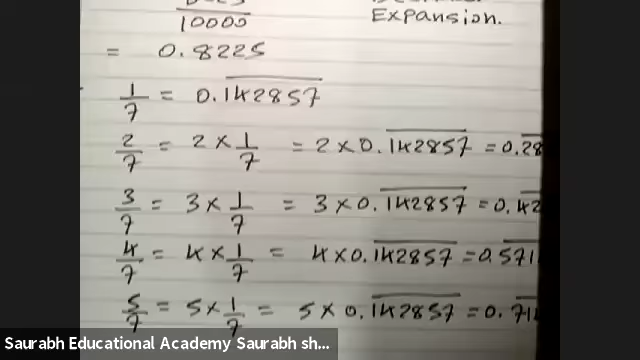 10000
Expansion.
= 0.8225
1/7 = 0.142857
2/7 = 2 × 1/7 = 2 × 0.142857 = 0.28
3/7 = 3 × 1/7 = 3 × 0.142857 = 0.42
4/7 = 4 × 1/7 = 4 × 0.142857 = 0.571
5/7 = 5 × 1/7 = 5 × 0.142857 = 0.71
Saurabh Educational Academy Saurabh sh...